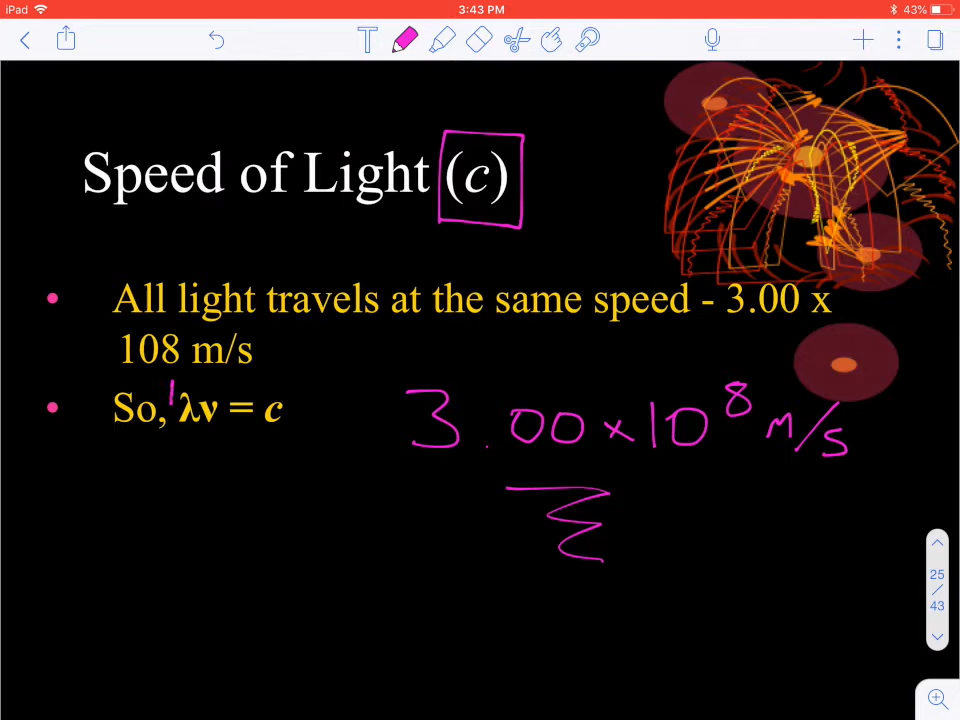 iPad 3:43 PM 43%
Speed of Light (c)
• All light travels at the same speed - 3.00 x
108 m/s
• So, λν = c
3.00 x 10⁸ m/s
25
/
43